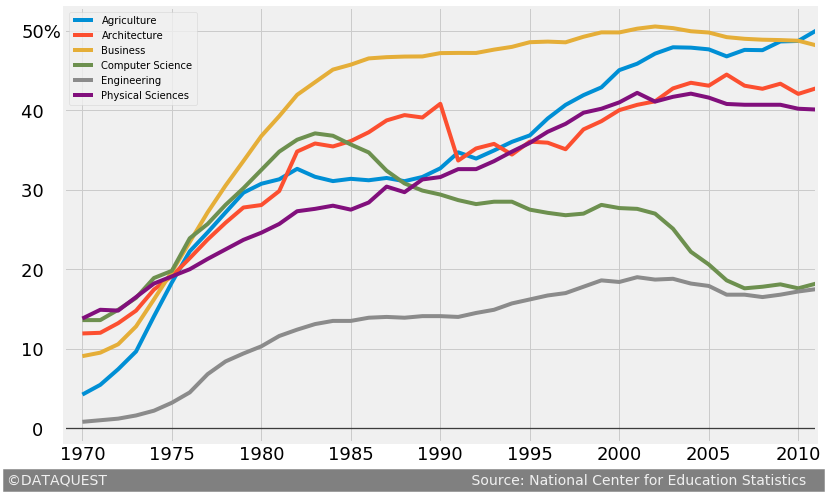 Agriculture
Architecture
Business
Computer Science
Engineering
Physical Sciences
50%
40
30
20
10
0
1970 1975 1980 1985 1990 1995 2000 2005 2010
©DATAQUEST Source: National Center for Education Statistics